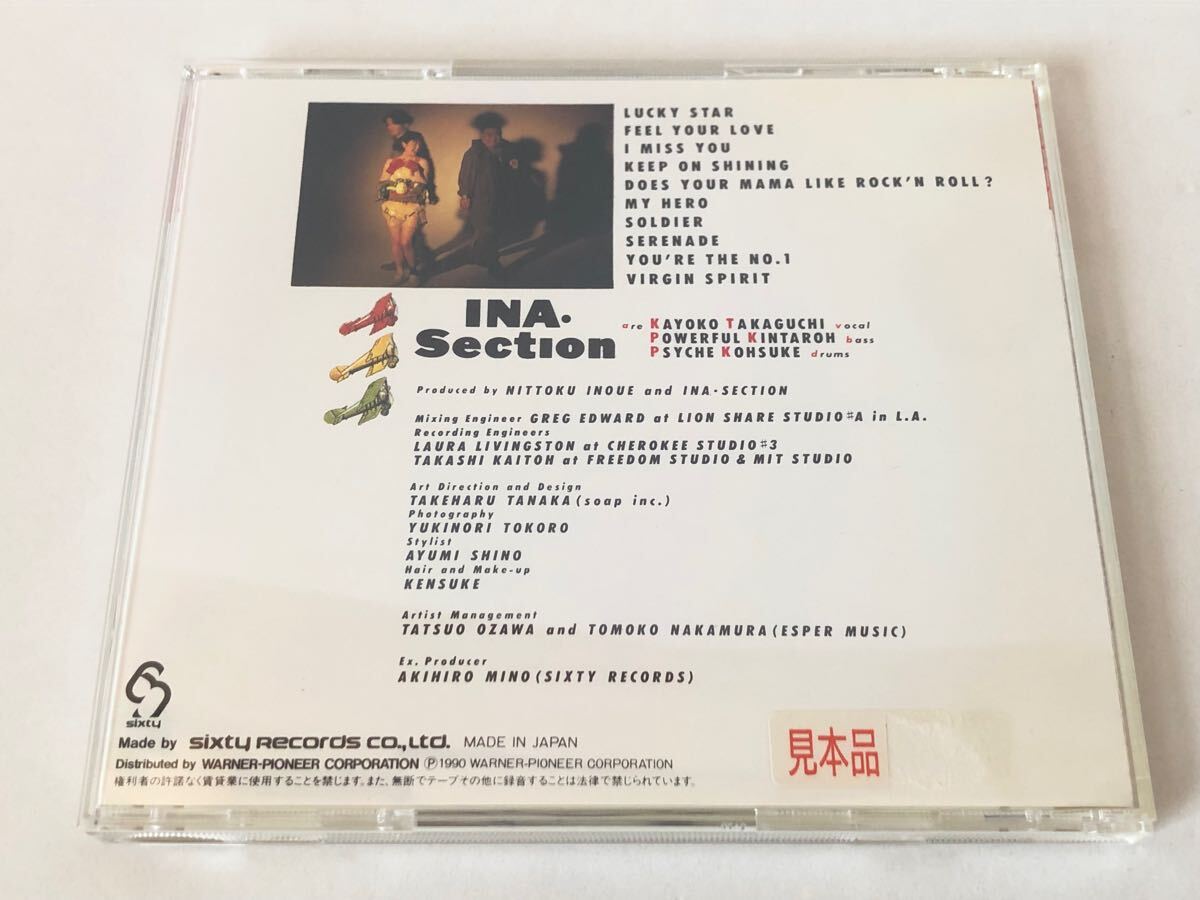 LUCKY STAR
FEEL YOUR LOVE
I MISS YOU
KEEP ON SHINING
DOES YOUR MAMA LIKE ROCK'N ROLL?
MY HERO
SOLDIER
SERENADE
YOU'RE THE NO.1
VIRGIN SPIRIT
INA.
Section
are KAYOKO TAKAGUCHI vocal
POWERFUL KINTAROH bass
PSYCHE KOHSUKE drums
Produced by NITTOKU INOUE and INA-SECTION
Mixing Engineer GREG EDWARD at LION SHARE STUDIO #A in L.A.
Recording Engineers
LAURA LIVINGSTON at CHEROKEE STUDIO #3
TAKASHI KAITOH at FREEDOM STUDIO & MIT STUDIO
Art Direction and Design
TAKEHARU TANAKA (soap inc.)
Photography
YUKINORI TOKORO
Stylist
AYUMI SHINO
Hair and Make-up
KENSUKE
Artist Management
TATSUO OZAWA and TOMOKO NAKAMURA (ESPER MUSIC)
Ex. Producer
AKIHIRO MINO (SIXTY RECORDS)
sixty
Made by sixty RECORDS CO.,Ltd. MADE IN JAPAN
Distributed by WARNER-PIONEER CORPORATION Ⓟ1990 WARNER-PIONEER CORPORATION
権利者の許諾なく賃貸業に使用することを禁じます。また、無断でテープその他に録音することは法律で禁じられています。
見本品